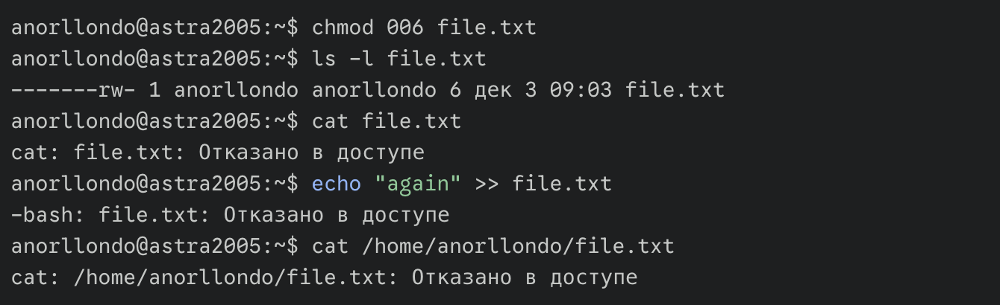 anorllondo@astra2005:~$ chmod 006 file.txt
anorllondo@astra2005:~$ ls -l file.txt
-------rw- 1 anorllondo anorllondo 6 дек 3 09:03 file.txt
anorllondo@astra2005:~$ cat file.txt
cat: file.txt: Отказано в доступе
anorllondo@astra2005:~$ echo "again" >> file.txt
-bash: file.txt: Отказано в доступе
anorllondo@astra2005:~$ cat /home/anorllondo/file.txt
cat: /home/anorllondo/file.txt: Отказано в доступе